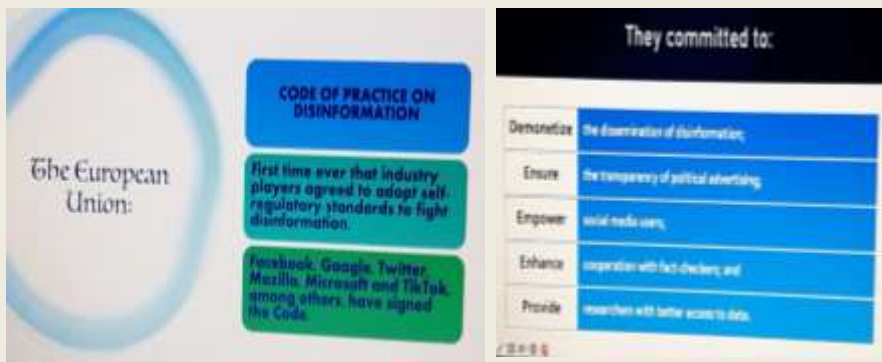 The European
Union:
CODE OF PRACTICE ON
DISINFORMATION
First time ever that industry
players agreed to adopt self-
regulatory standards to fight
disinformation.
Facebook, Google, Twitter,
Mozilla, Microsoft and TikTok,
among others, have signed
the Code.
They committed to:
Demonetize the dissemination of disinformation;
Ensure the transparency of political advertising;
Empower social media users;
Enhance cooperation with fact-checkers; and
Provide researchers with better access to data.